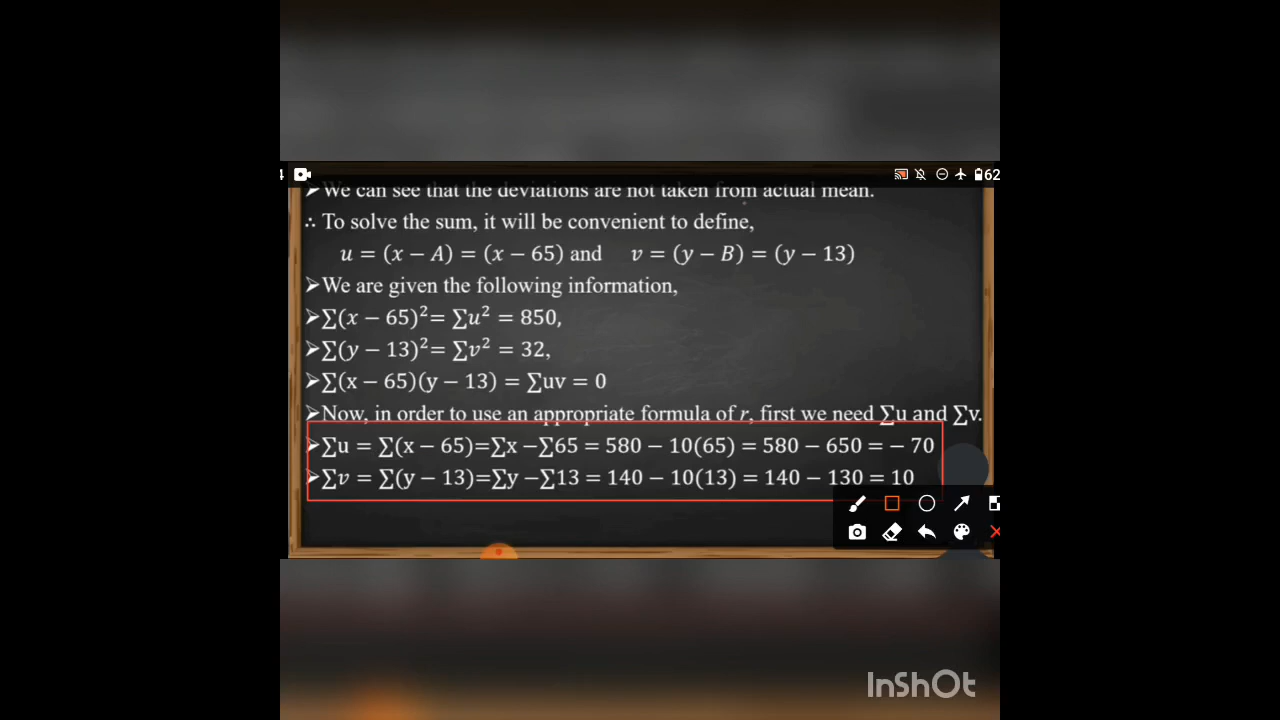 4 62
➤We can see that the deviations are not taken from actual mean.
∴ To solve the sum, it will be convenient to define,
u = (x − A) = (x − 65) and v = (y − B) = (y − 13)
➤We are given the following information,
➤∑(x − 65)²= ∑u² = 850,
➤∑(y − 13)²= ∑v² = 32,
➤∑(x − 65)(y − 13) = ∑uv = 0
➤Now, in order to use an appropriate formula of r, first we need ∑u and ∑v.
➤∑u = ∑(x − 65)=∑x −∑65 = 580 − 10(65) = 580 − 650 = − 70
➤∑v = ∑(y − 13)=∑y −∑13 = 140 − 10(13) = 140 − 130 = 10
InShOt